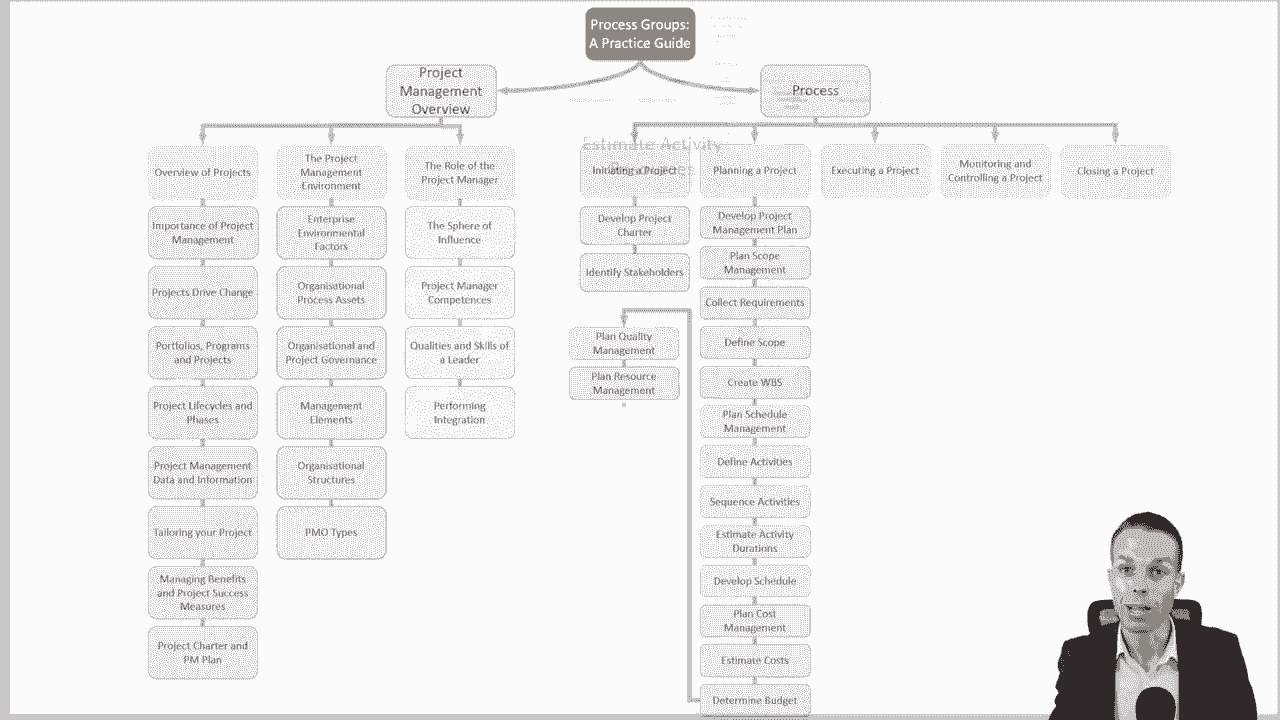 Process Groups:
A Practice Guide
Project
Management
Overview
Process
Overview of Projects
Importance of Project
Management
Projects Drive Change
Portfolios, Programs
and Projects
Project Lifecycles and
Phases
Project Management
Data and Information
Tailoring your Project
Managing Benefits
and Project Success
Measures
Project Charter and
PM Plan
The Project
Management
Environment
Enterprise
Environmental
Factors
Organisational
Process Assets
Organisational and
Project Governance
Management
Elements
Organisational
Structures
PMO Types
The Role of the
Project Manager
The Sphere of
Influence
Project Manager
Competences
Qualities and Skills of
a Leader
Performing
Integration
Estimate Activity
Initiating a Project
Develop Project
Charter
Identify Stakeholders
Plan Quality
Management
Plan Resource
Management
Planning a Project
Develop Project
Management Plan
Plan Scope
Management
Collect Requirements
Define Scope
Create WBS
Plan Schedule
Management
Define Activities
Sequence Activities
Estimate Activity
Durations
Develop Schedule
Plan Cost
Management
Estimate Costs
Determine Budget
Executing a Project
Monitoring and
Controlling a Project
Closing a Project